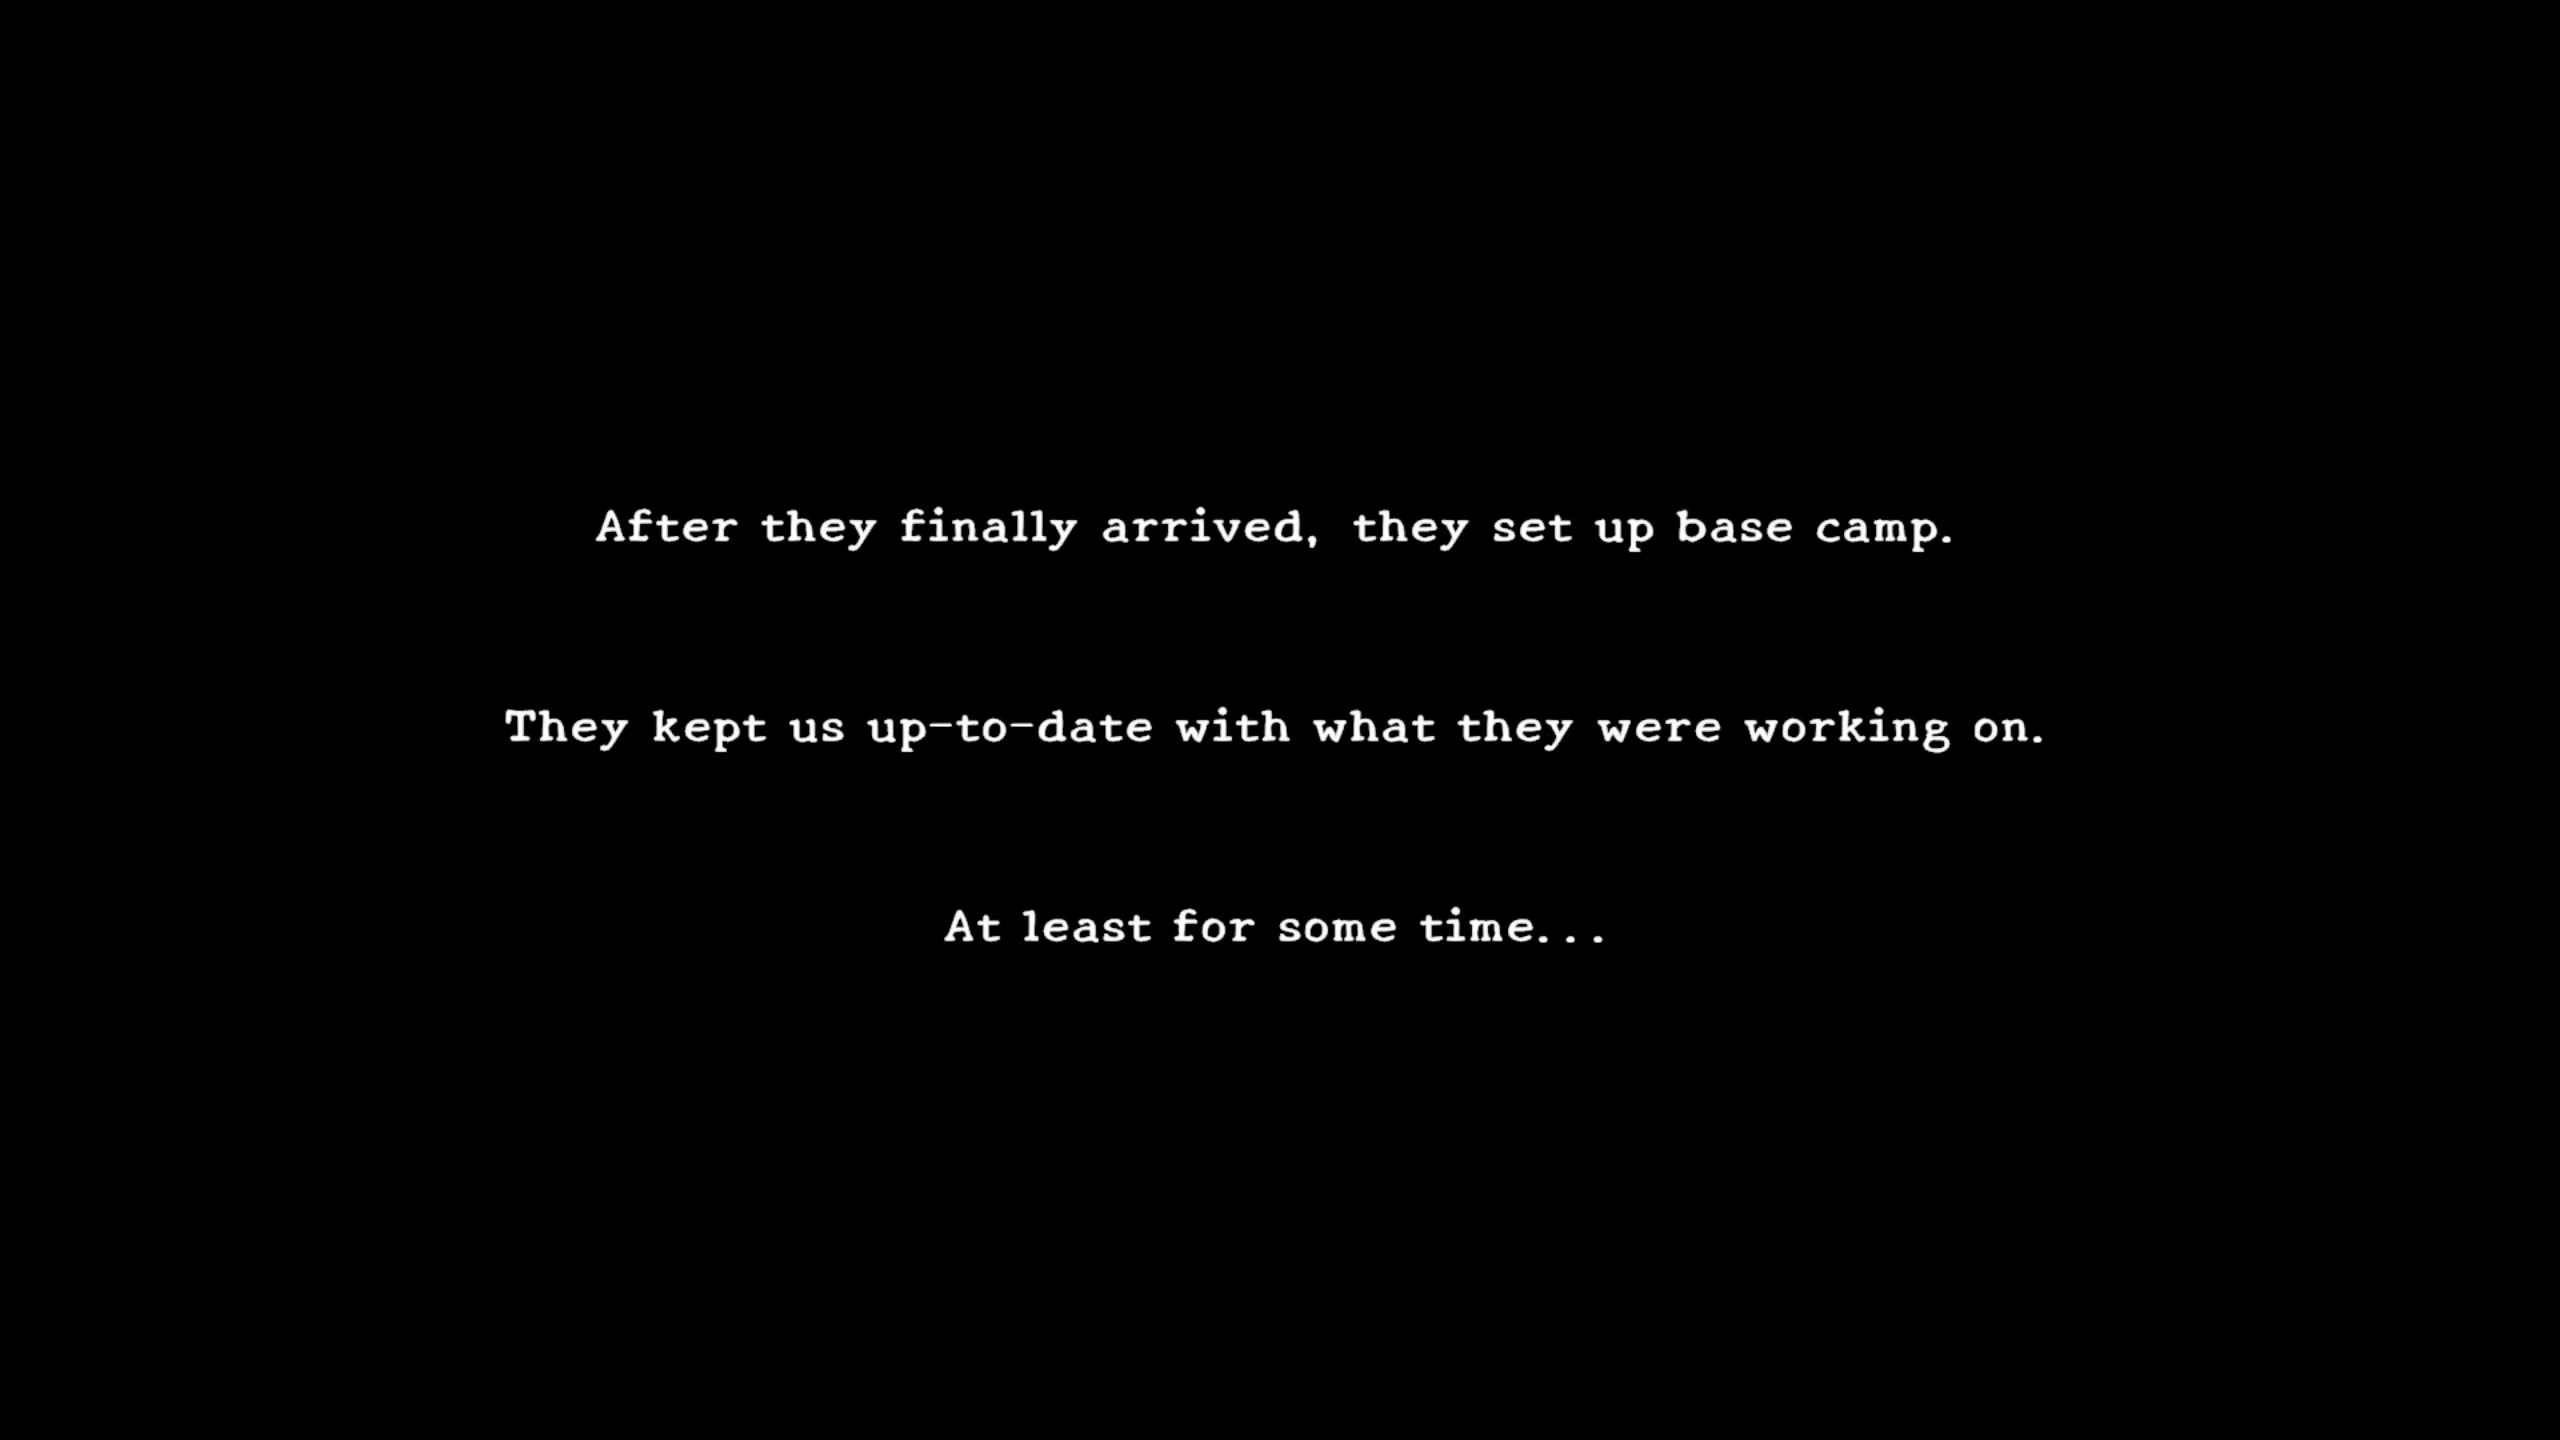 After they finally arrived, they set up base camp.
They kept us up-to-date with what they were working on.
At least for some time...